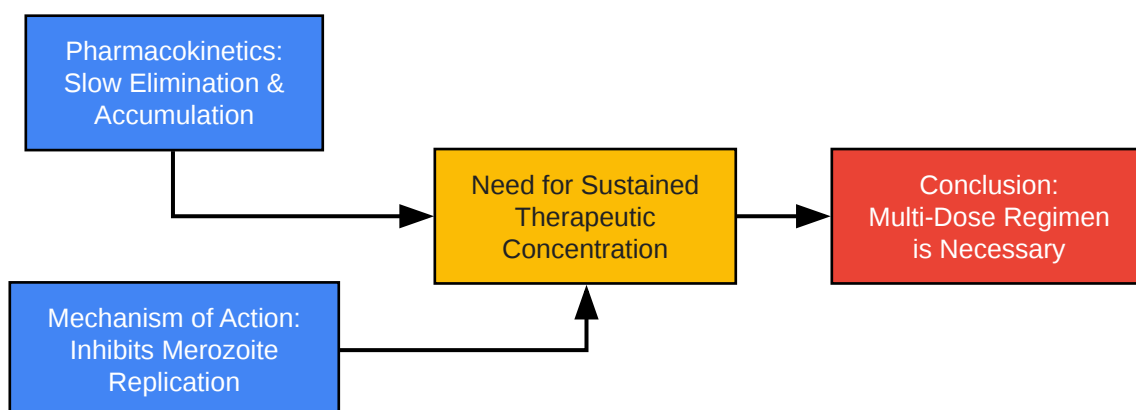 Pharmacokinetics:
Slow Elimination &
Accumulation
Need for Sustained
Therapeutic
Concentration
Conclusion:
Multi-Dose Regimen
is Necessary
Mechanism of Action:
Inhibits Merozoite
Replication